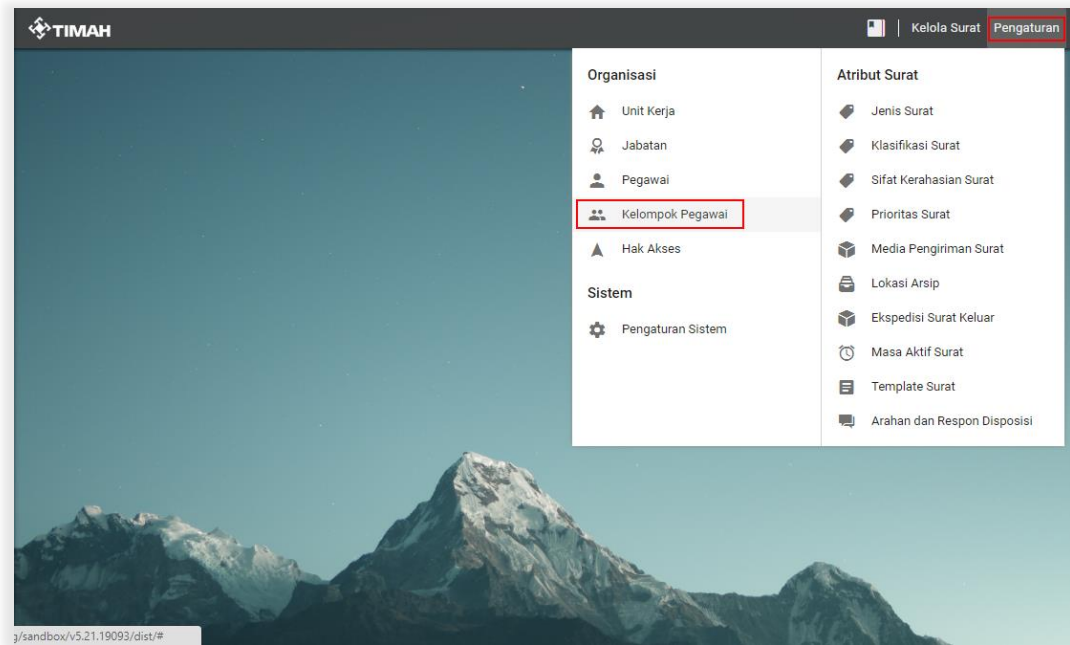 TIMAH
Kelola Surat
Pengaturan
Organisasi
Unit Kerja
Jabatan
Pegawai
Kelompok Pegawai
Hak Akses
Sistem
Pengaturan Sistem
Atribut Surat
Jenis Surat
Klasifikasi Surat
Sifat Kerahasian Surat
Prioritas Surat
Media Pengiriman Surat
Lokasi Arsip
Ekspedisi Surat Keluar
Masa Aktif Surat
Template Surat
Arahan dan Respon Disposisi
g/sandbox/v5.21.19093/dist/#